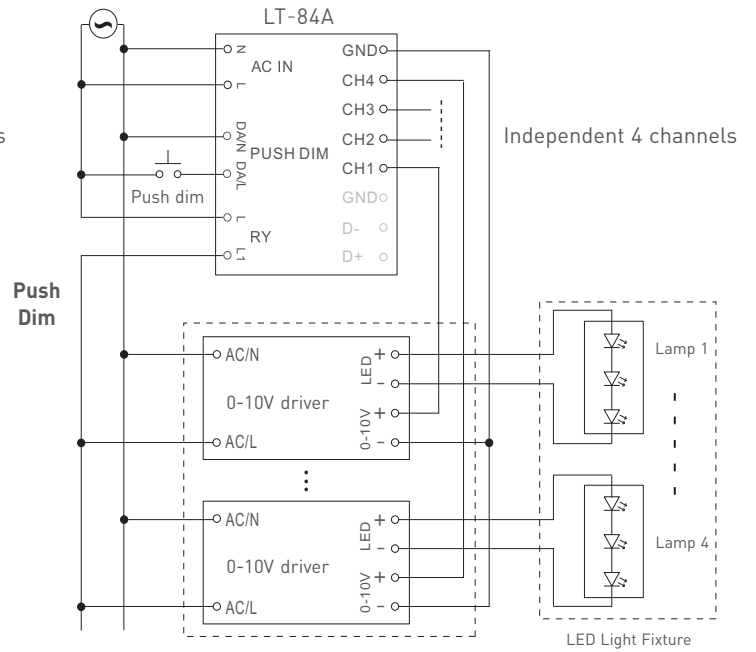 LT-84A
N
AC IN
L
DA/N
PUSH DIM
DA/L
L
RY
L1
GND
CH4
CH3
CH2
CH1
GND
D-
D+
s
Push dim
Independent 4 channels
Push
Dim
AC/N
0-10V driver
AC/L
LED
+
-
0-10V
+
-
Lamp 1
AC/N
0-10V driver
AC/L
LED
+
-
0-10V
+
-
Lamp 4
LED Light Fixture